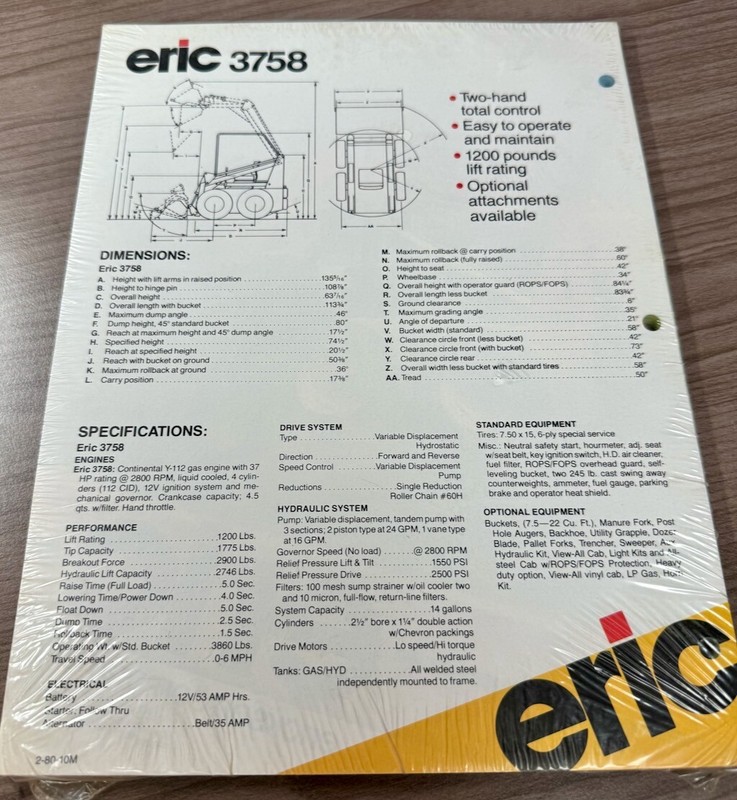 eric 3758
• Two-hand
total control
• Easy to operate
and maintain
• 1200 pounds
lift rating
• Optional
attachments
available
DIMENSIONS:
Eric 3758
A. Height with lift arms in raised position 135⁵/₁₆"
B. Height to hinge pin 108⅞"
C. Overall height 63⁷/₁₆"
D. Overall length with bucket 113¾"
E. Maximum dump angle 46°
F. Dump height, 45° standard bucket 80"
G. Reach at maximum height and 45° dump angle 17½"
H. Specified height 74½"
I. Reach at specified height 20½"
J. Reach with bucket on ground 50⅜"
K. Maximum rollback at ground 36°
L. Carry position 17⅜"
M. Maximum rollback @ carry position 38°
N. Maximum rollback (fully raised) 60°
O. Height to seat 42"
P. Wheelbase 34"
Q. Overall height with operator guard (ROPS/FOPS) 84¼"
R. Overall length less bucket 83¾"
S. Ground clearance 6"
T. Maximum grading angle 35°
U. Angle of departure 21°
V. Bucket width (standard) 58"
W. Clearance circle front (less bucket) 42"
X. Clearance circle front (with bucket) 73"
Y. Clearance circle rear 42"
Z. Overall width less bucket with standard tires 58"
AA. Tread 50"
SPECIFICATIONS:
Eric 3758
ENGINES
Eric 3758: Continental Y-112 gas engine with 37
HP rating @ 2800 RPM, liquid cooled, 4 cylin-
ders (112 CID), 12V ignition system and me-
chanical governor. Crankcase capacity; 4.5
qts. w/filter. Hand throttle.
PERFORMANCE
Lift Rating 1200 Lbs.
Tip Capacity 1775 Lbs.
Breakout Force 2900 Lbs.
Hydraulic Lift Capacity 2746 Lbs.
Raise Time (Full Load) 5.0 Sec.
Lowering Time/Power Down 4.0 Sec.
Float Down 5.0 Sec.
Dump Time 2.5 Sec.
Rollback Time 1.5 Sec.
Operating Wt. w/Std. Bucket 3860 Lbs.
Travel Speed 0-6 MPH
ELECTRICAL
Battery 12V/53 AMP Hrs.
Starter: Follow Thru
Alternator Belt/35 AMP
2-80-10M
DRIVE SYSTEM
Type Variable Displacement
Hydrostatic
Direction Forward and Reverse
Speed Control Variable Displacement
Pump
Reductions Single Reduction
Roller Chain #60H
HYDRAULIC SYSTEM
Pump: Variable displacement, tandem pump with
3 sections: 2 piston type at 24 GPM, 1 vane type
at 16 GPM.
Governor Speed (No load) @ 2800 RPM
Relief Pressure Lift & Tilt 1550 PSI
Relief Pressure Drive 2500 PSI
Filters: 100 mesh sump strainer w/oil cooler two
and 10 micron, full-flow, return-line filters.
System Capacity 14 gallons
Cylinders 2½" bore x 1¼" double action
w/Chevron packings
Drive Motors Lo speed/Hi torque
hydraulic
Tanks: GAS/HYD All welded steel
independently mounted to frame.
STANDARD EQUIPMENT
Tires: 7.50 x 15, 6-ply special service
Misc.: Neutral safety start, hourmeter, adj. seat
w/seat belt, key ignition switch, H.D. air cleaner,
fuel filter, ROPS/FOPS overhead guard, self-
leveling bucket, two 245 lb. cast swing away
counterweights, ammeter, fuel gauge, parking
brake and operator heat shield.
OPTIONAL EQUIPMENT
Buckets, (7.5—22 Cu. Ft.), Manure Fork, Post
Hole Augers, Backhoe, Utility Grapple, Doze
Blade, Pallet Forks, Trencher, Sweeper,
Hydraulic Kit, View-All Cab, Light Kits and All-
steel Cab w/ROPS/FOPS Protection, Heavy
duty option, View-All vinyl cab, LP Gas, Horn
Kit.
eric